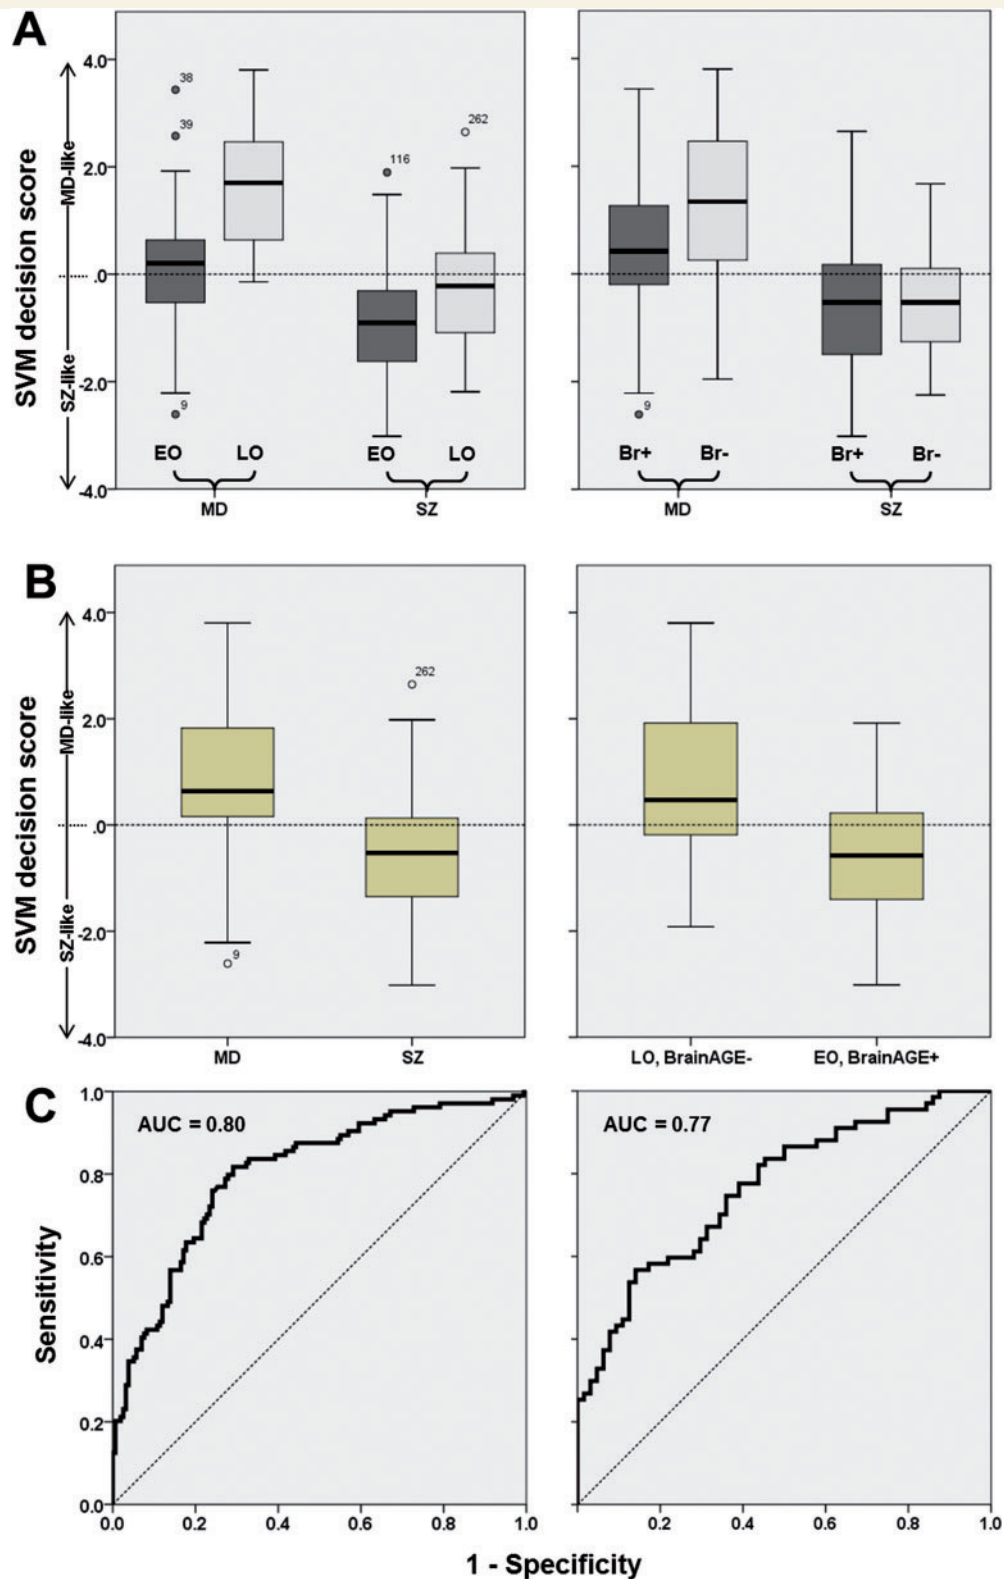 A
SVM decision score
SZ-like
MD-like
4.0
2.0
.0
-2.0
-4.0
38
39
9
116
262
EO
LO
EO
LO
MD
SZ
9
Br+
Br-
Br+
Br-
MD
SZ
B
SVM decision score
SZ-like
MD-like
4.0
2.0
.0
-2.0
-4.0
9
262
MD
SZ
LO, BrainAGE-
EO, BrainAGE+
C
Sensitivity
1.0
0.8
0.6
0.4
0.2
0.0
AUC = 0.80
0.0
0.2
0.4
0.6
0.8
1.0
AUC = 0.77
0.2
0.4
0.6
0.8
1.0
1 - Specificity